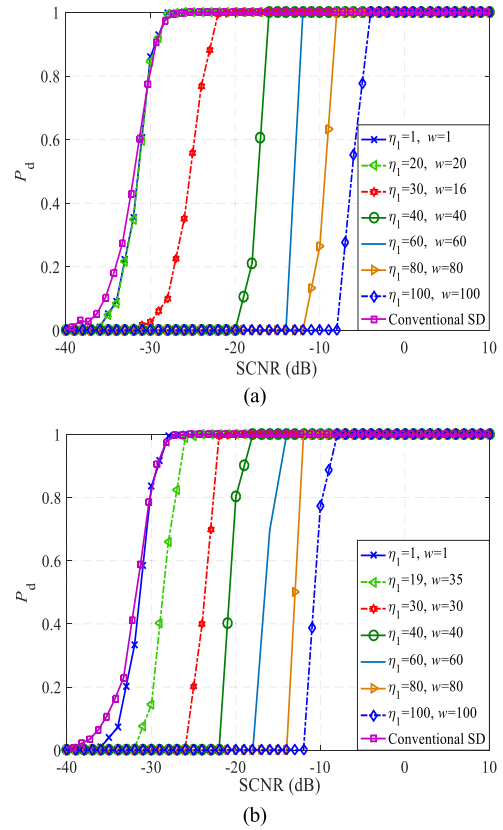 1
0.8
0.6
0.4
0.2
0
P_d
-40
-30
-20
-10
0
10
SCNR (dB)
η₁=1, w=1
η₁=20, w=20
η₁=30, w=16
η₁=40, w=40
η₁=60, w=60
η₁=80, w=80
η₁=100, w=100
Conventional SD
(a)
1
0.8
0.6
0.4
0.2
0
P_d
-40
-30
-20
-10
0
10
SCNR (dB)
η₁=1, w=1
η₁=19, w=35
η₁=30, w=30
η₁=40, w=40
η₁=60, w=60
η₁=80, w=80
η₁=100, w=100
Conventional SD
(b)